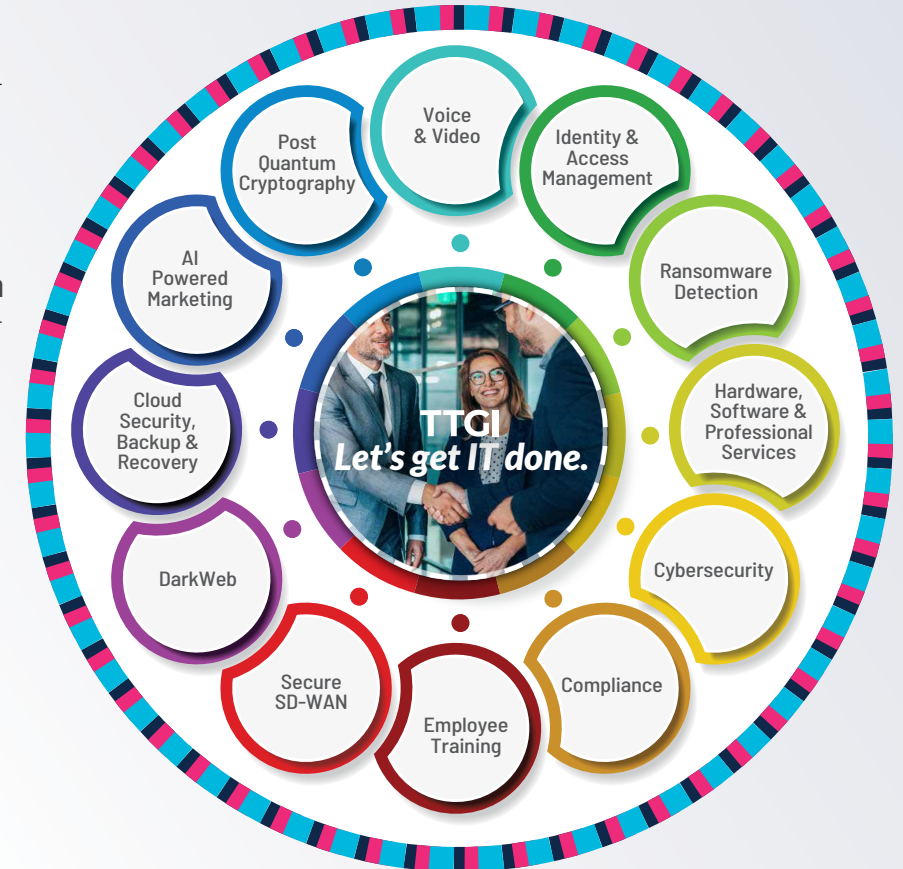 Voice
& Video
Identity &
Access
Management
Ransomware
Detection
Hardware,
Software &
Professional
Services
Cybersecurity
Compliance
Employee
Training
Secure
SD-WAN
DarkWeb
Cloud
Security,
Backup &
Recovery
AI
Powered
Marketing
Post
Quantum
Cryptography
TTGI
Let's get IT done.